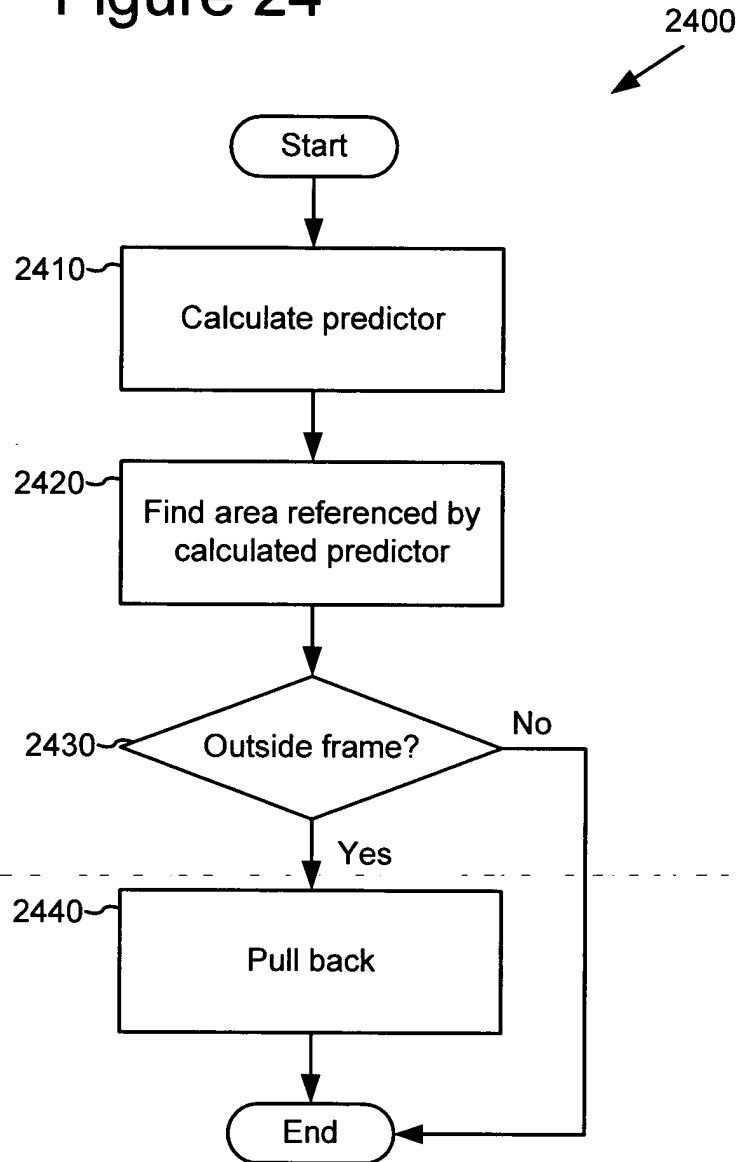 Figure 24
2400
Start
2410
Calculate predictor
2420
Find area referenced by
calculated predictor
2430
Outside frame?
No
Yes
2440
Pull back
End